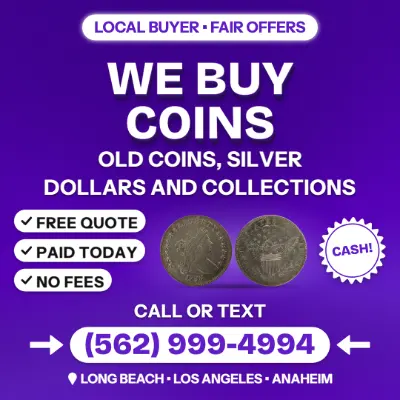 LOCAL BUYER • FAIR OFFERS
WE BUY
COINS
OLD COINS, SILVER
DOLLARS AND COLLECTIONS
FREE QUOTE
PAID TODAY
NO FEES
CASH!
CALL OR TEXT
(562) 999-4994
LONG BEACH • LOS ANGELES • ANAHEIM